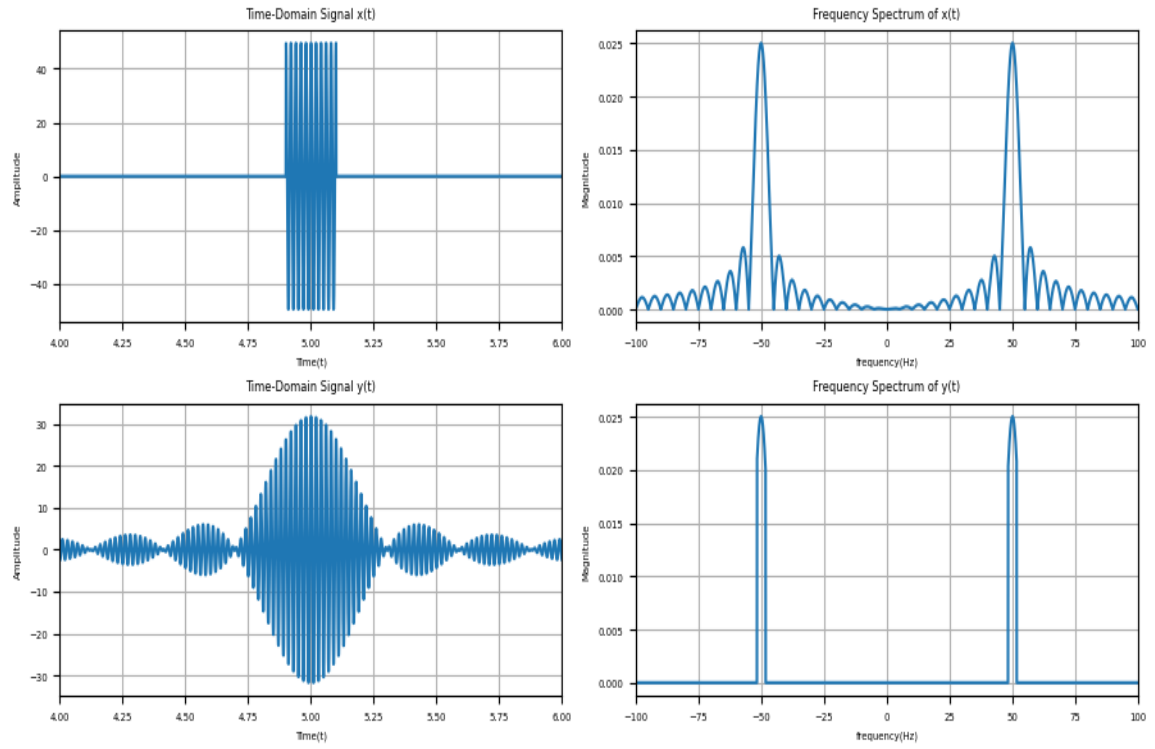 Time-Domain Signal x(t)
Amplitude
40
20
0
−20
−40
4.00 4.25 4.50 4.75 5.00 5.25 5.50 5.75 6.00
Time(t)
Frequency Spectrum of x(t)
Magnitude
0.025
0.020
0.015
0.010
0.005
0.000
−100 −75 −50 −25 0 25 50 75 100
frequency(Hz)
Time-Domain Signal y(t)
Amplitude
30
20
10
0
−10
−20
−30
4.00 4.25 4.50 4.75 5.00 5.25 5.50 5.75 6.00
Time(t)
Frequency Spectrum of y(t)
Magnitude
0.025
0.020
0.015
0.010
0.005
0.000
−100 −75 −50 −25 0 25 50 75 100
frequency(Hz)